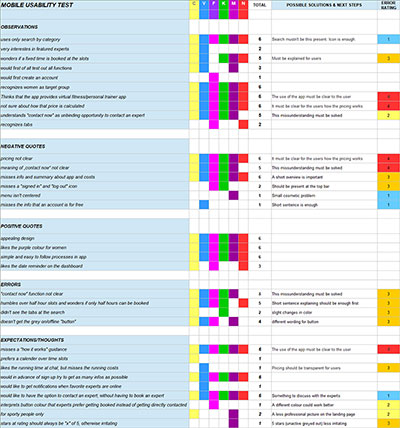 MOBILE USABILITY TEST C V P K M N TOTAL POSSIBLE SOLUTIONS & NEXT STEPS ERROR RATING
OBSERVATIONS
uses only search by category 6 Search mustn't be this present. Icon is enough 1
very interestes in featured experts 2
wonders if a feed time is booked at the slots 5 Must be explained for users 3
would first of all test out all functions 3
would first create an account 1
recognizes women as target group 6
Thinks that the app provides virtual fitness/personal trainer app 6 The use of the app must be clear to the user 4
not sure about how that price is calculated 6 It must be clear for the users how the pricing works 4
understands "contact now" as unbending opportunity to contact an expert 5 This missunderstanding must be solved 2
recognizes tabs 2
NEGATIVE QUOTES
pricing not clear 6 It must be clear for the users how the pricing works 4
meaning of „contact now" not clear 5 This missunderstanding must be solved 4
misses info and summary about app and costs 6 A short overview is important 3
misses a "signed in" and "log out" icon 2 Should be present at the top bar 3
menu isn't centered 1 Small cosmetic problem 1
misses the info that an account is for free 1 Short sentence is enough 1
POSITIVE QUOTES
appealing design 6
likes the purple colour for women 6
simple and easy to follow processes in app 6
likes the date reminder on the dashboard 3
ERRORS
"contact now" function not clear This missunderstanding must be solved 3
humbles over half hour slots and wonders if only half hours can be booked 5 Short sentence explaining should be enough first 3
didn't see the tabs at the search 2 slight changes in color 3
doesn't get the grey on/offline "button" 4 different wording for button 3
EXPECTATIONS/THOUGHTS
misses a "how it works" guidance 6 The use of the app must be clear to the user 4
prefers a calender over time slots 1
likes the running time at chat, but misses the running costs 1 Pricing should be transparent for users 3
would in advance of sign up try to get as many infos as possible 6
would like to get notifications when favorite experts are online 1
would like to have the option to contact an expert; without having to book an expert 6 Something to discuss with the experts 1
interprets button colour that experts prefer getting booked instead of getting directly contacted 1 A different colour could work better 2
for sporty people only 2 A less professional picture on the landing page 2
stars at rating should always be "x" of 5, otherwise irritating 1 5 stars (unactive greyed out) less irritating 2